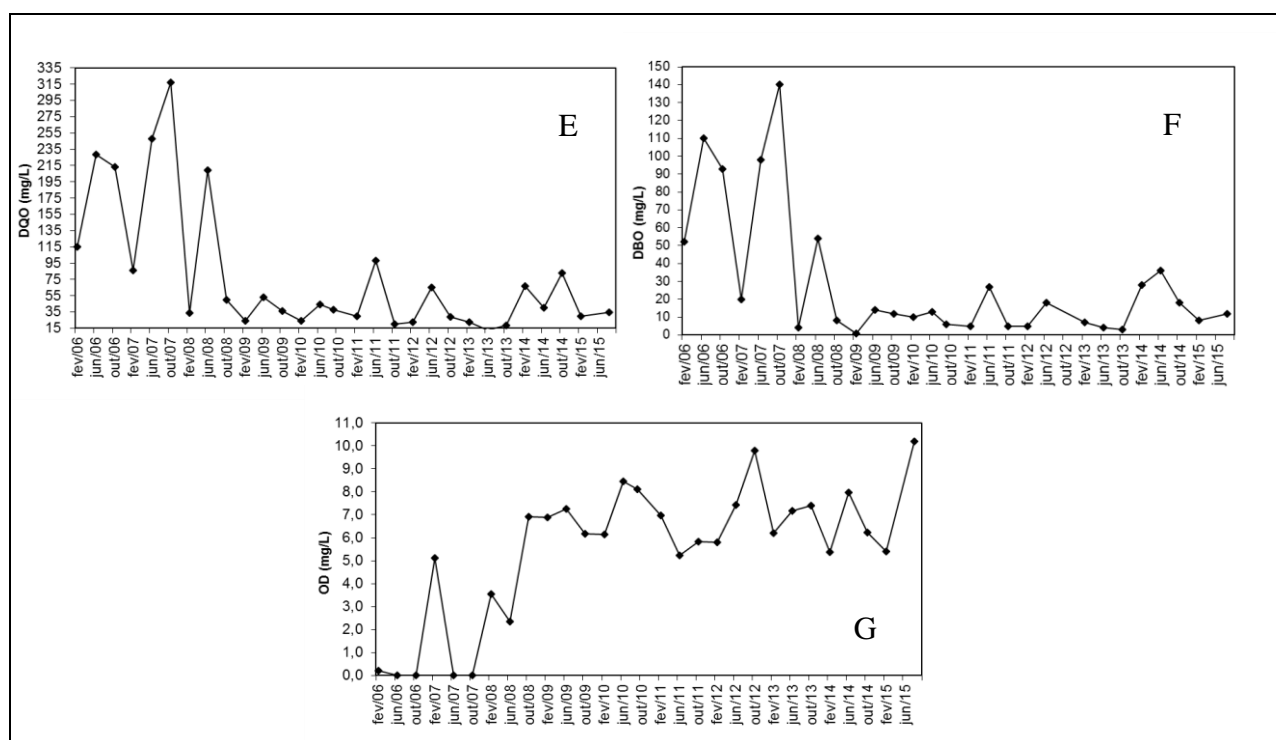 335
315
295
275
255
235
215
195
175
155
135
115
95
75
55
35
15
DQO (mg/L)
E
fev/06
jun/06
out/06
fev/07
jun/07
out/07
fev/08
jun/08
out/08
fev/09
jun/09
out/09
fev/10
jun/10
out/10
fev/11
jun/11
out/11
fev/12
jun/12
out/12
fev/13
jun/13
out/13
fev/14
jun/14
out/14
fev/15
jun/15
150
140
130
120
110
100
90
80
70
60
50
40
30
20
10
0
DBO (mg/L)
F
fev/06
jun/06
out/06
fev/07
jun/07
out/07
fev/08
jun/08
out/08
fev/09
jun/09
out/09
fev/10
jun/10
out/10
fev/11
jun/11
out/11
fev/12
jun/12
out/12
fev/13
jun/13
out/13
fev/14
jun/14
out/14
fev/15
jun/15
11,0
10,0
9,0
8,0
7,0
6,0
5,0
4,0
3,0
2,0
1,0
0,0
OD (mg/L)
G
fev/06
jun/06
out/06
fev/07
jun/07
out/07
fev/08
jun/08
out/08
fev/09
jun/09
out/09
fev/10
jun/10
out/10
fev/11
jun/11
out/11
fev/12
jun/12
out/12
fev/13
jun/13
out/13
fev/14
jun/14
out/14
fev/15
jun/15